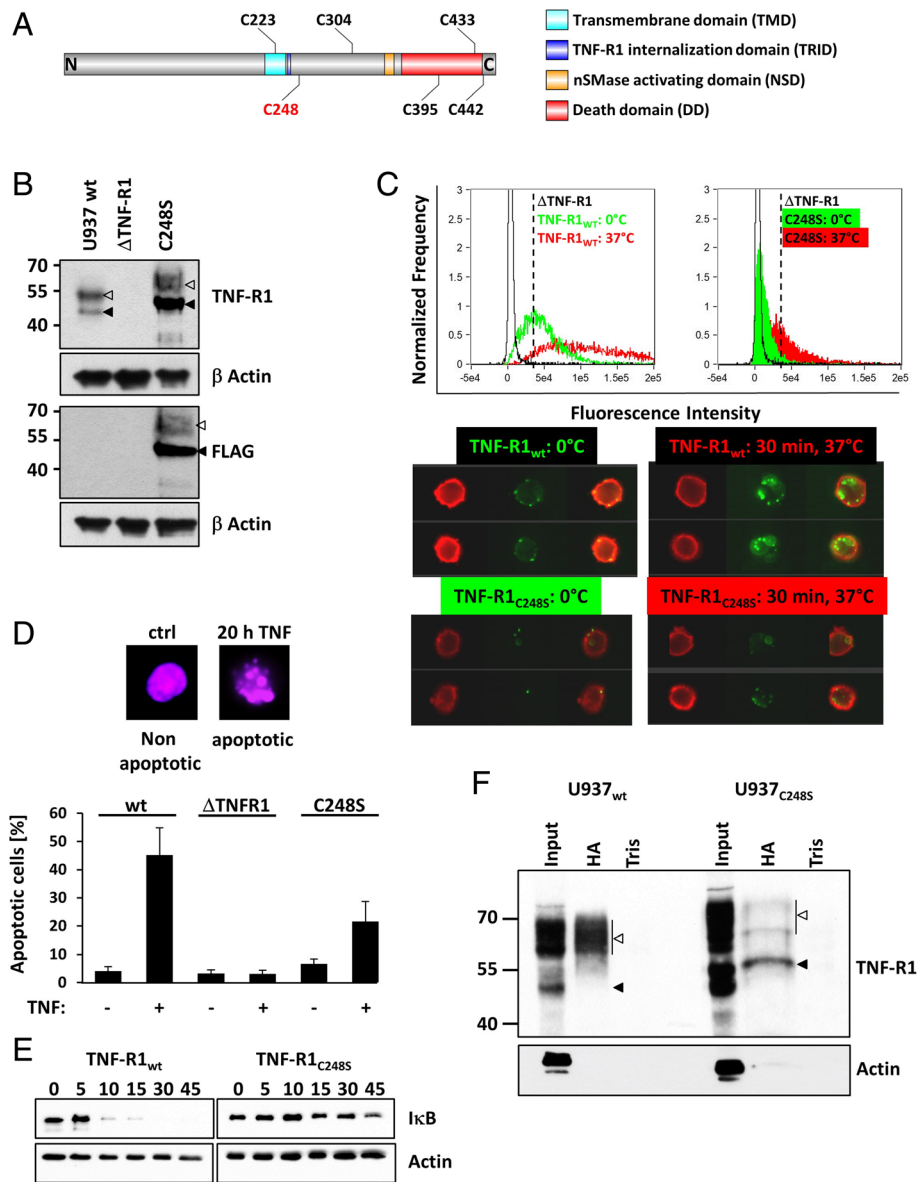 A
C223
C304
C433
N
C
C248
C395
C442
Transmembrane domain (TMD)
TNF-R1 internalization domain (TRID)
nSMase activating domain (NSD)
Death domain (DD)
B
U937 wt
ΔTNF-R1
C248S
70
55
40
TNF-R1
β Actin
70
55
40
FLAG
β Actin
C
Normalized Frequency
3
2.5
2
1.5
1
0.5
0
ΔTNF-R1
TNF-R1WT: 0°C
TNF-R1WT: 37°C
-5e4 0 5e4 1e5 1.5e5 2e5
3
2.5
2
1.5
1
0.5
0
ΔTNF-R1
C248S: 0°C
C248S: 37°C
-5e4 0 5e4 1e5 1.5e5 2e5
Fluorescence Intensity
TNF-R1wt: 0°C
TNF-R1wt: 30 min, 37°C
TNF-R1C248S: 0°C
TNF-R1C248S: 30 min, 37°C
D
ctrl
20 h TNF
Non
apoptotic
apoptotic
Apoptotic cells [%]
60
50
40
30
20
10
0
wt
ΔTNFR1
C248S
TNF: - + - + - +
E
TNF-R1wt
TNF-R1C248S
0 5 10 15 30 45
0 5 10 15 30 45
IκB
Actin
F
U937wt
U937C248S
Input
HA
Tris
Input
HA
Tris
70
55
40
TNF-R1
Actin